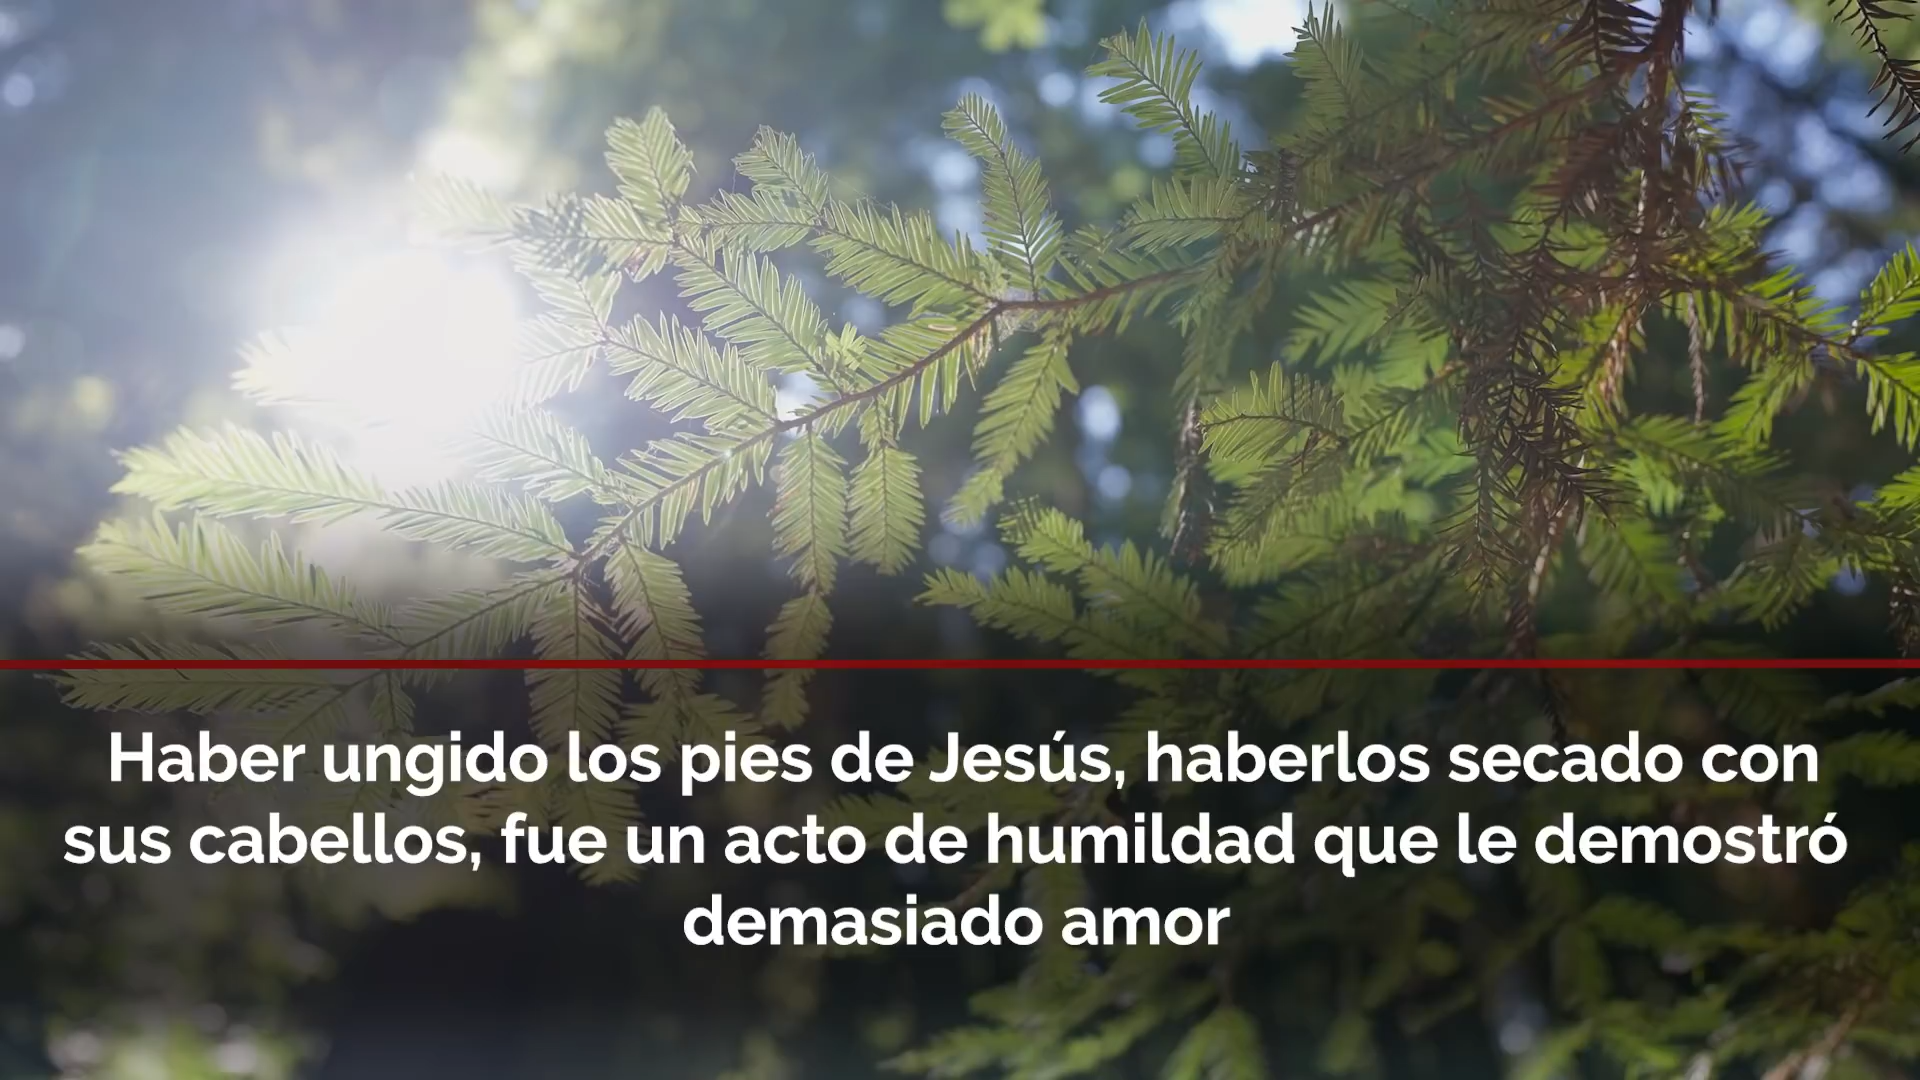 Haber ungido los pies de Jesús, haberlos secado con
sus cabellos, fue un acto de humildad que le demostró
demasiado amor